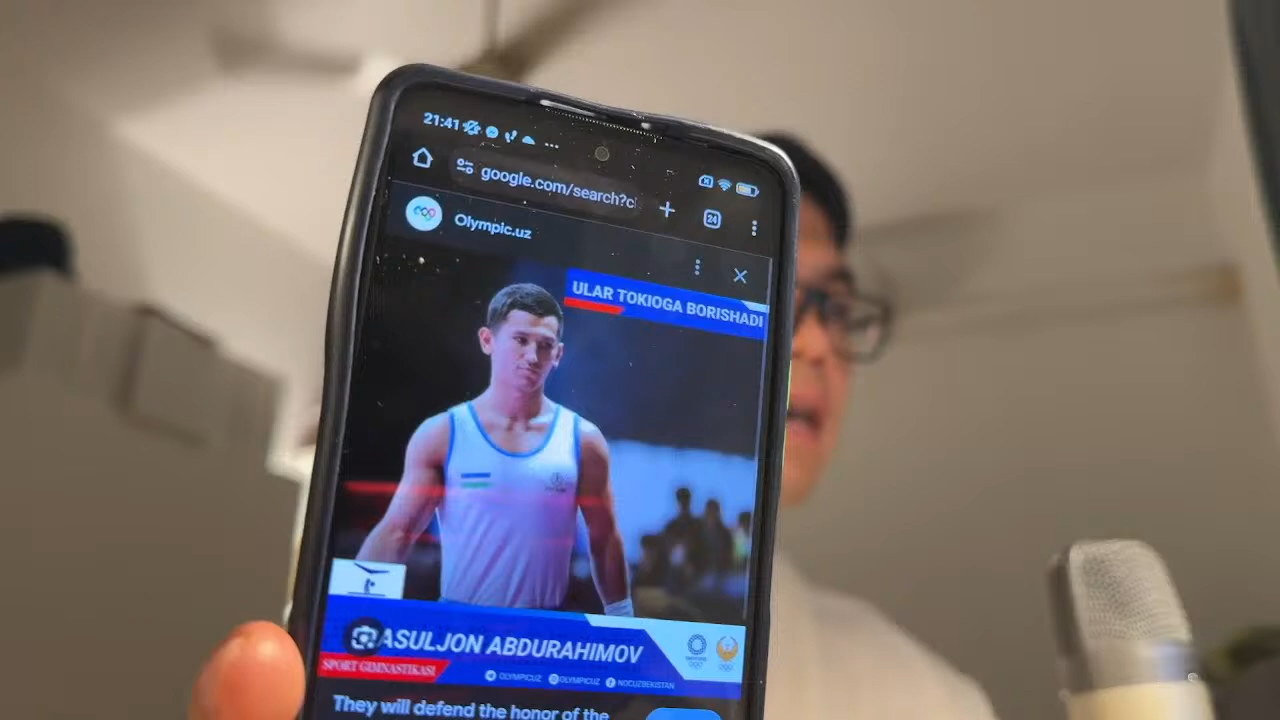 21:41
google.com/search?c
24
Olympic.uz
ULAR TOKIOGA BORISHADI
ASULJON ABDURAHIMOV
SPORT GIMNASTIKASI
OLYMPICUZ OLYMPICUZ NOCUZBEKISTAN
They will defend the honor of the